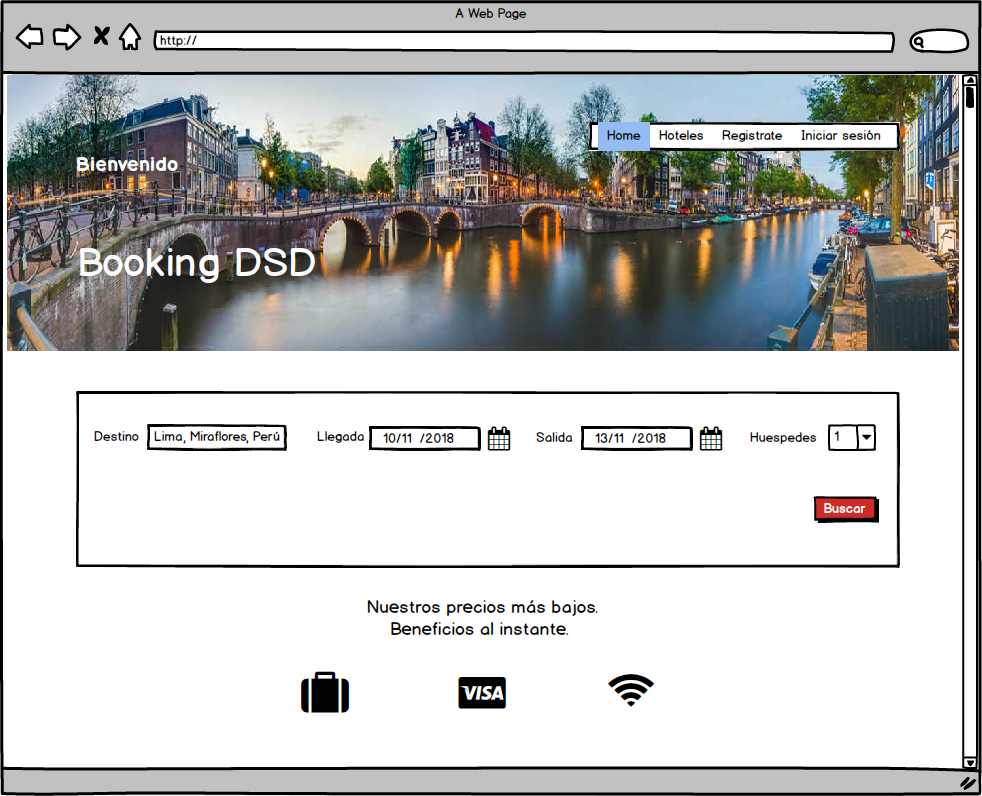 A Web Page
http://
Home Hoteles Registrate Iniciar sesión
Bienvenido
Booking DSD
Destino Lima, Miraflores, Perú Llegada 10/11 /2018 Salida 13/11 /2018 Huespedes 1
Buscar
Nuestros precios más bajos.
Beneficios al instante.
VISA